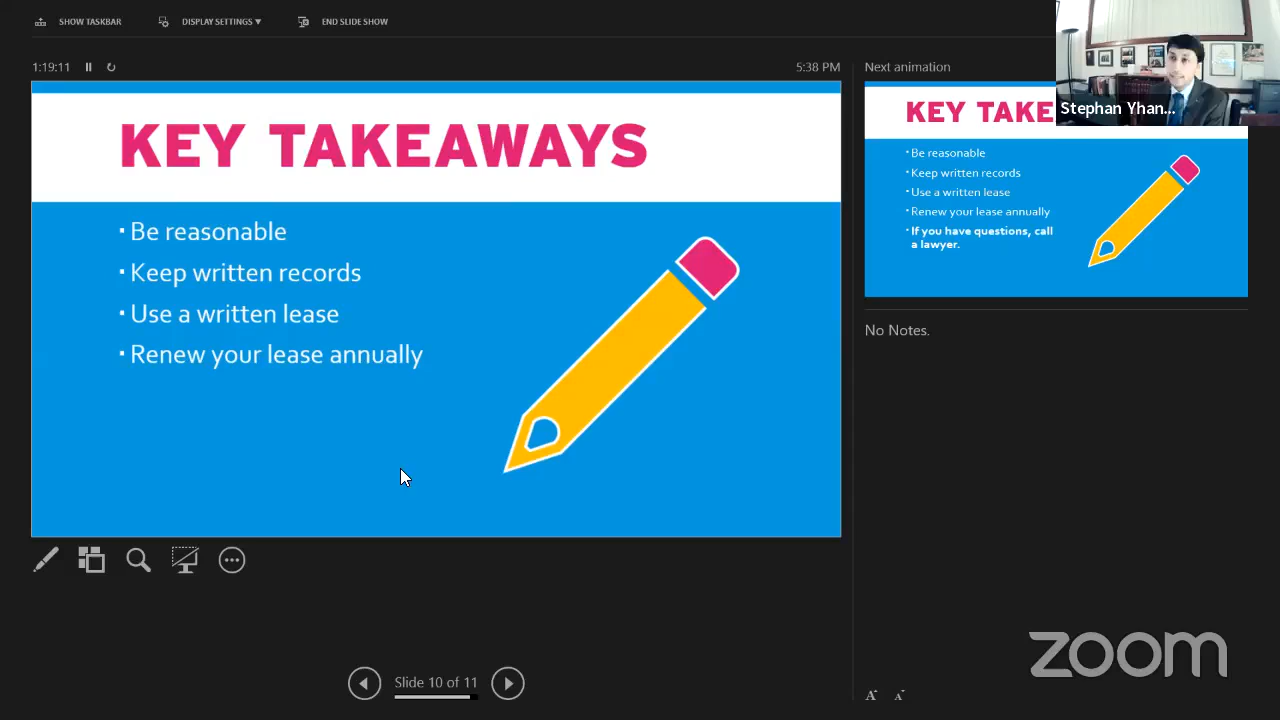 SHOW TASKBAR
DISPLAY SETTINGS ▼
END SLIDE SHOW
1:19:11
5:38 PM
KEY TAKEAWAYS
▪ Be reasonable
▪ Keep written records
▪ Use a written lease
▪ Renew your lease annually
Slide 10 of 11
Next animation
Stephan Yhan...
KEY TAKE
▪ Be reasonable
▪ Keep written records
▪ Use a written lease
▪ Renew your lease annually
▪ If you have questions, call
a lawyer.
No Notes.
zoom
A A